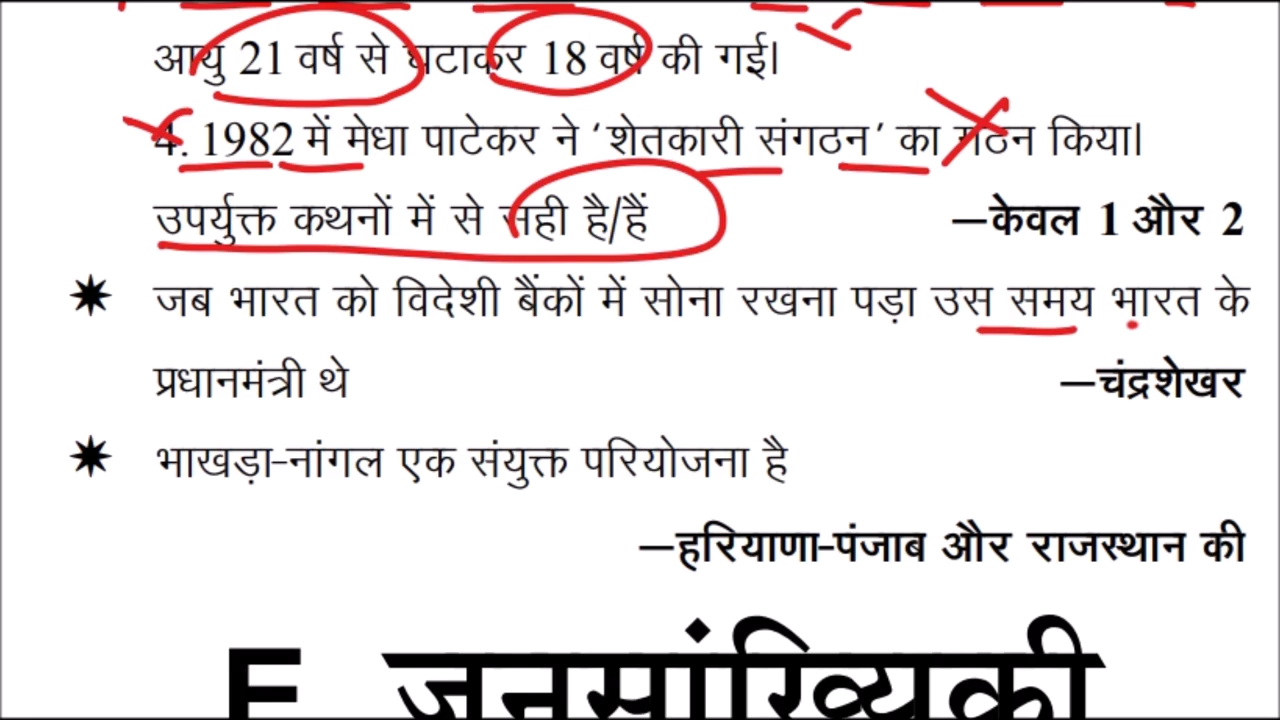 आयु 21 वर्ष से घटाकर 18 वर्ष की गई।
4. 1982 में मेधा पाटेकर ने ‘शेतकारी संगठन’ का गठन किया।
उपर्युक्त कथनों में से सही है/हैं —केवल 1 और 2
✷ जब भारत को विदेशी बैंकों में सोना रखना पड़ा उस समय भारत के
प्रधानमंत्री थे —चंद्रशेखर
✷ भाखड़ा-नांगल एक संयुक्त परियोजना है
—हरियाणा-पंजाब और राजस्थान की
F. जनसांख्यिकी